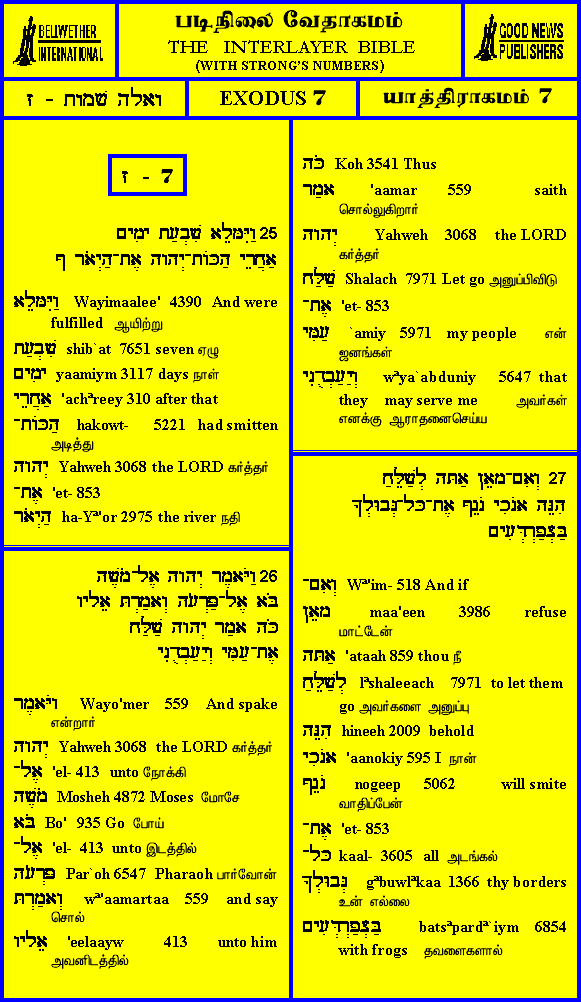 BELLWETHER
INTERNATIONAL
படிநிலை வேதாகமம்
THE INTERLAYER BIBLE
(WITH STRONG'S NUMBERS)
GOOD NEWS
PUBLISHERS
ואלה שמות - ז
EXODUS 7
யாத்திராகமம் 7
ז - 7
25 וַיִּמָּלֵא שִׁבְעַת יָמִים
אַחֲרֵי הַכּוֹת־יְהוָה אֶת־הַיְאֹר ף
וַיִּמָּלֵא Wayimaalee' 4390 And were
fulfilled ஆயிற்று
שִׁבְעַת shib`at 7651 seven ஏழு
יָמִים yaamiym 3117 days நாள்
אַחֲרֵי 'achªreey 310 after that
הַכּוֹת־ hakowt- 5221 had smitten
அடித்து
יְהוָה Yahweh 3068 the LORD கர்த்தர்
אֶת־ 'et- 853
הַיְאֹר ha-Yª'or 2975 the river நதி
26 וַיֹּאמֶר יְהוָה אֶל־מֹשֶׁה
בֹּא אֶל־פַּרְעֹה וְאָמַרְתָּ אֵלָיו
כֹּה אָמַר יְהוָה שַׁלַּח
אֶת־עַמִּי וְיַעַבְדֻנִי
וַיֹּאמֶר Wayo'mer 559 And spake
என்றார்
יְהוָה Yahweh 3068 the LORD கர்த்தர்
אֶל־ 'el- 413 unto நோக்கி
מֹשֶׁה Mosheh 4872 Moses மோசே
בֹּא Bo' 935 Go போய்
אֶל־ 'el- 413 unto இடத்தில்
פַּרְעֹה Par`oh 6547 Pharaoh பார்வோன்
וְאָמַרְתָּ wª'aamartaa 559 and say
சொல்
אֵלָיו 'eelaayw 413 unto him
அவனிடத்தில்
כֹּה Koh 3541 Thus
אָמַר 'aamar 559 saith
சொல்லுகிறார்
יְהוָה Yahweh 3068 the LORD
கர்த்தர்
שַׁלַּח Shalach 7971 Let go அனுப்பிவிடு
אֶת־ 'et- 853
עַמִּי `amiy 5971 my people என்
ஜனங்கள்
וְיַעַבְדֻנִי wªya`abduniy 5647 that
they may serve me அவர்கள்
எனக்கு ஆராதனைசெய்ய
27 וְאִם־מָאֵן אַתָּה לְשַׁלֵּחַ
הִנֵּה אָנֹכִי נֹגֵף אֶת־כָּל־גְּבוּלְךָ
בַּצְפַרְדְּעִים
וְאִם־ Wª'im- 518 And if
מָאֵן maa'een 3986 refuse
மாட்டேன்
אַתָּה 'ataah 859 thou நீ
לְשַׁלֵּחַ lªshaleeach 7971 to let them
go அவர்களை அனுப்பு
הִנֵּה hineeh 2009 behold
אָנֹכִי 'aanokiy 595 I நான்
נֹגֵף nogeep 5062 will smite
வாதிப்பேன்
אֶת־ 'et- 853
כָּל־ kaal- 3605 all அடங்கல்
גְּבוּלְךָ gªbuwlªkaa 1366 thy borders
உன் எல்லை
בַּצְפַרְדְּעִים batsªpardª`iym 6854
with frogs தவளைகளால்